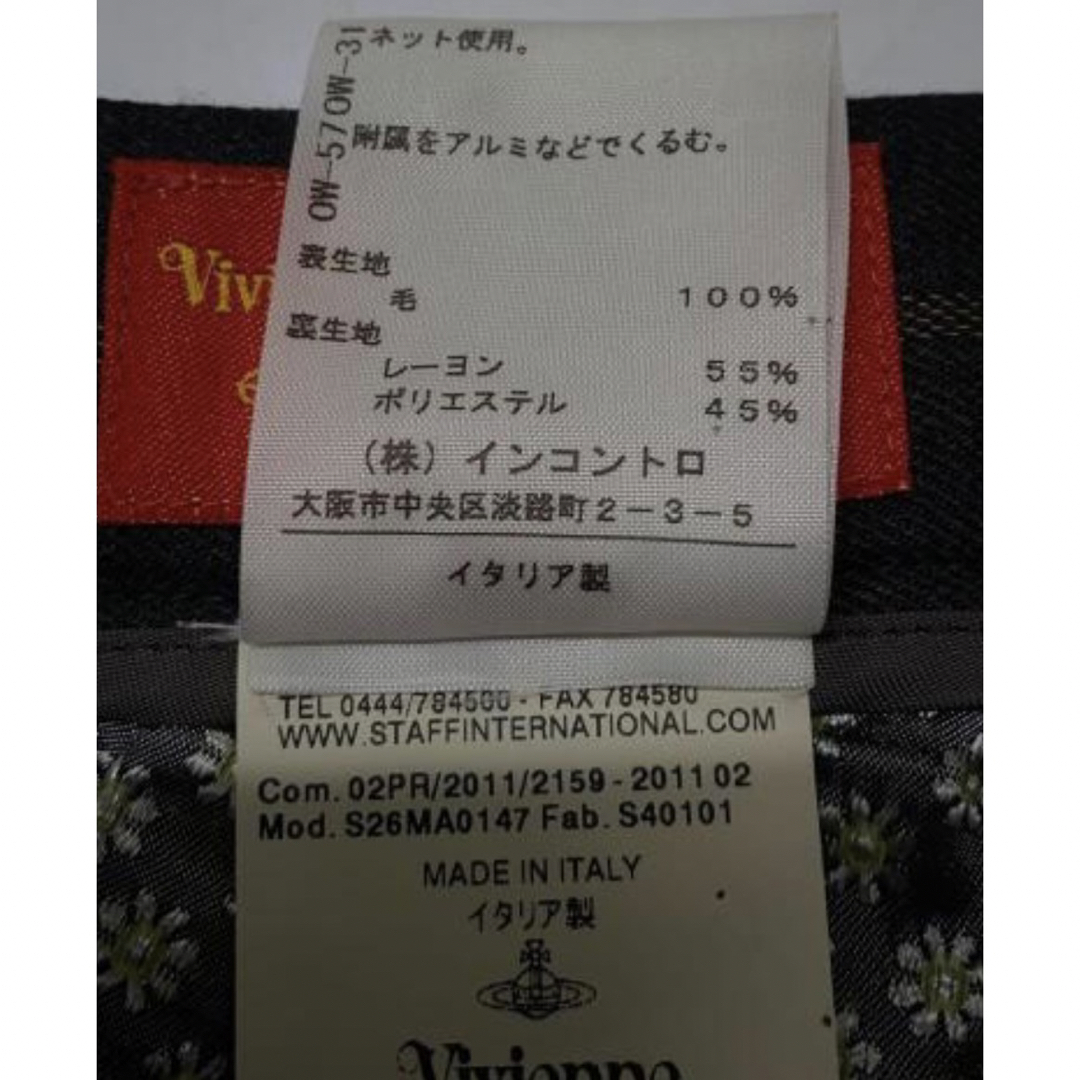 ネット使用。
OW-570W-31
附属をアルミなどでくるむ。
表生地
毛 100%
裏生地
レーヨン 55%
ポリエステル 45%
(株)インコントロ
大阪市中央区淡路町2-3-5
イタリア製
TEL 0444/784500 - FAX 784580
WWW.STAFFINTERNATIONAL.COM
Com. 02PR/2011/2159 - 2011 02
Mod. S26MA0147 Fab. S40101
MADE IN ITALY
イタリア製
Vivienne